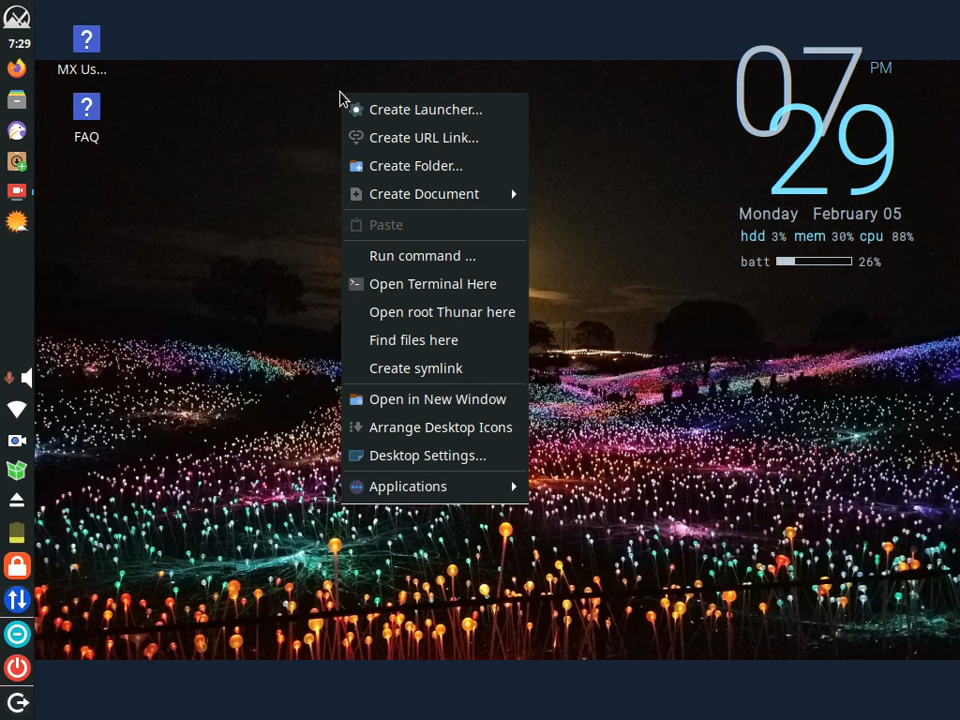 7:29
MX Us...
FAQ
Create Launcher...
Create URL Link...
Create Folder...
Create Document
Paste
Run command ...
Open Terminal Here
Open root Thunar here
Find files here
Create symlink
Open in New Window
Arrange Desktop Icons
Desktop Settings...
Applications
07 PM
29
Monday February 05
hdd 3% mem 30% cpu 88%
batt 26%